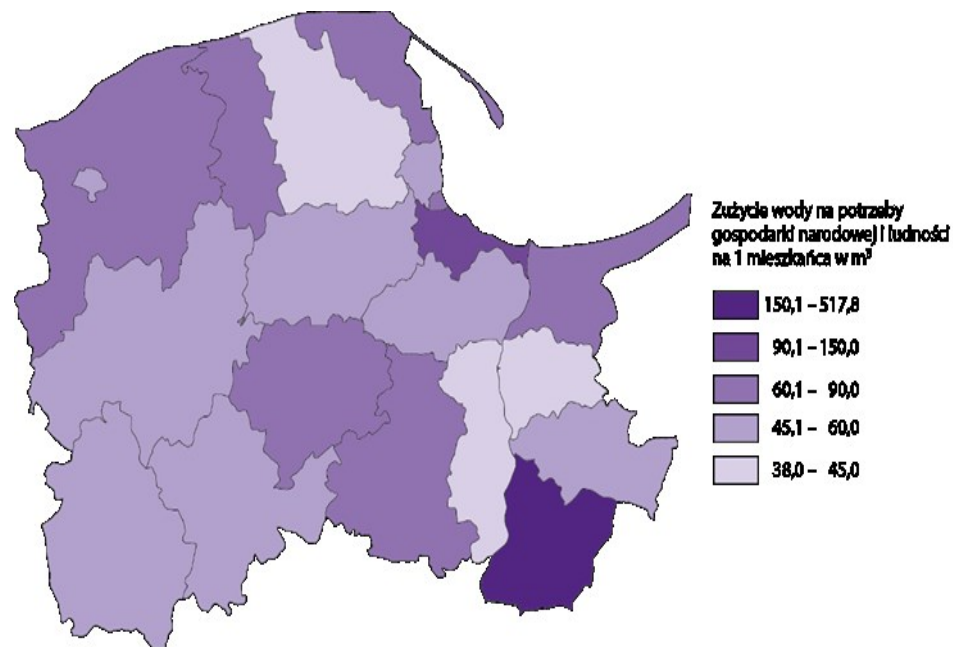 Zużycie wody na potrzeby
gospodarki narodowej i ludności
na 1 mieszkańca w m³
150,1 – 517,8
90,1 – 150,0
60,1 – 90,0
45,1 – 60,0
38,0 – 45,0